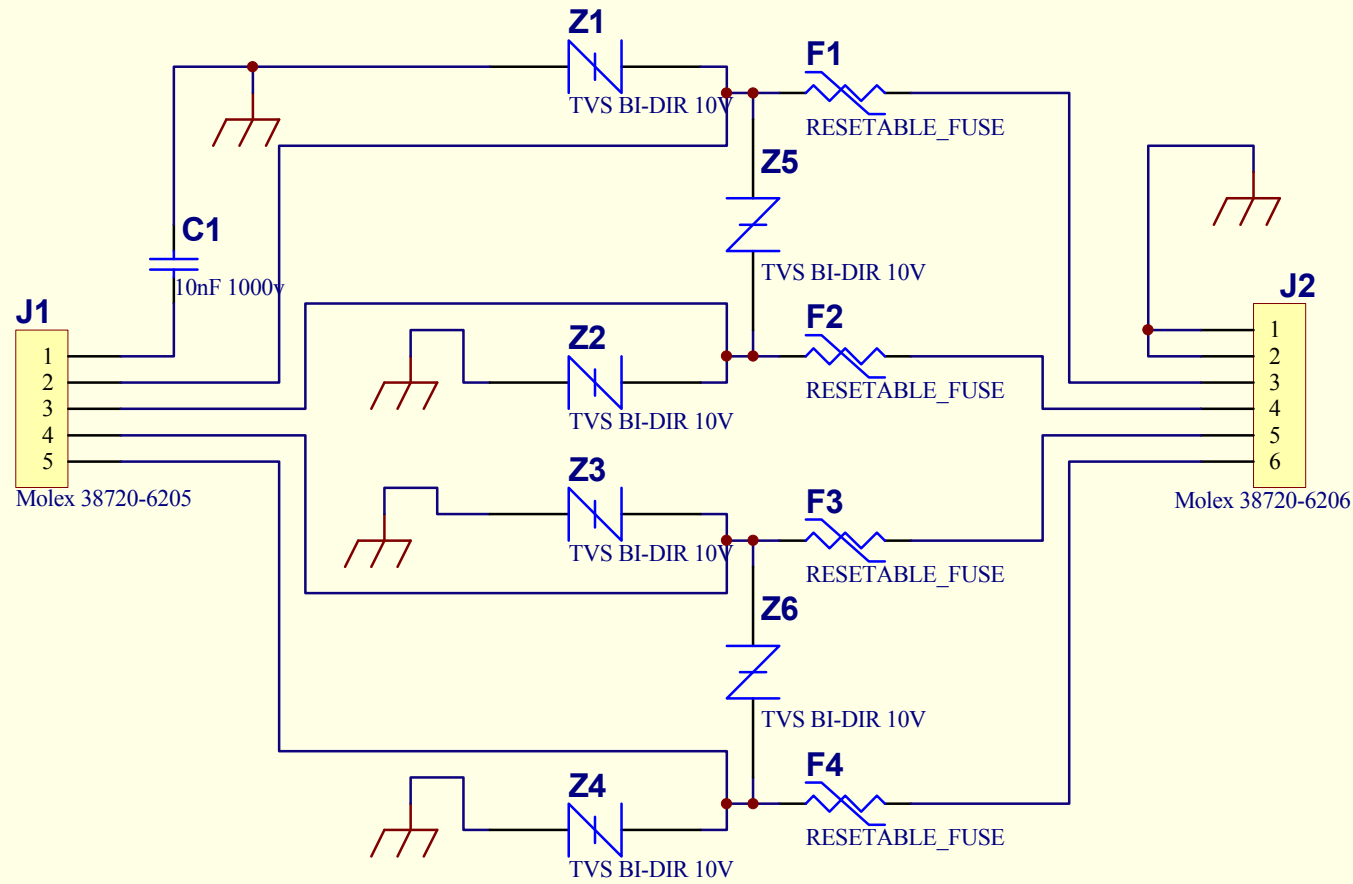 Z1
TVS BI-DIR 10V
F1
RESETABLE_FUSE
Z5
TVS BI-DIR 10V
C1
10nF 1000v
J1
1
2
3
4
5
Molex 38720-6205
Z2
TVS BI-DIR 10V
F2
RESETABLE_FUSE
J2
1
2
3
4
5
6
Molex 38720-6206
Z3
TVS BI-DIR 10V
F3
RESETABLE_FUSE
Z6
TVS BI-DIR 10V
Z4
TVS BI-DIR 10V
F4
RESETABLE_FUSE